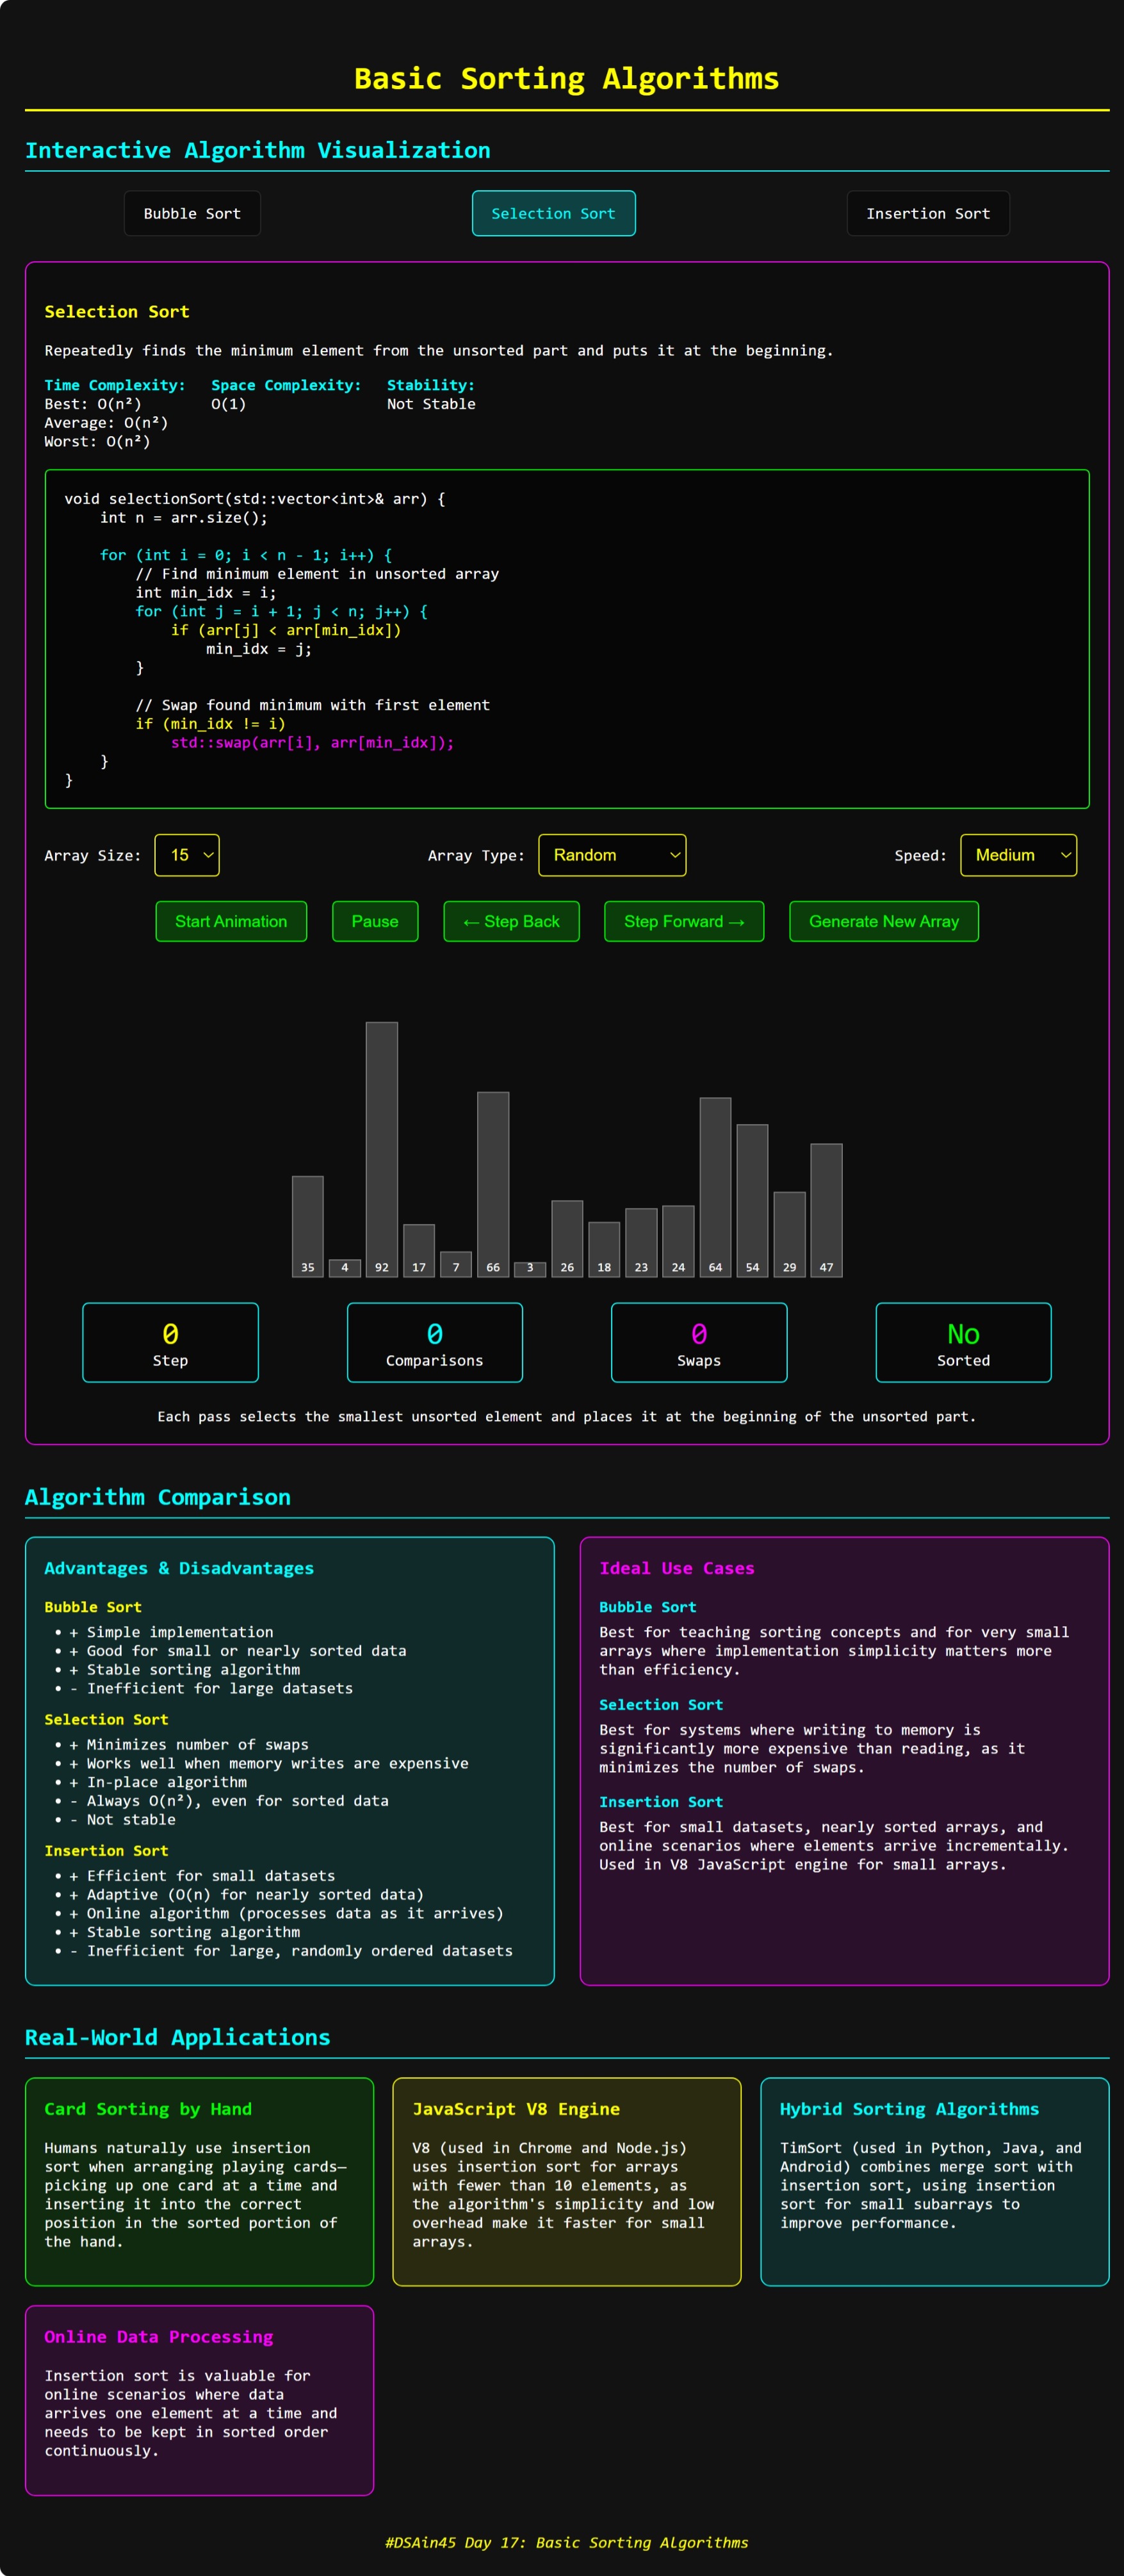 Basic Sorting Algorithms
Interactive Algorithm Visualization
Bubble Sort
Selection Sort
Insertion Sort
Selection Sort
Repeatedly finds the minimum element from the unsorted part and puts it at the beginning.
Time Complexity: Space Complexity: Stability:
Best: O(n²) O(1) Not Stable
Average: O(n²)
Worst: O(n²)
void selectionSort(std::vector<int>& arr) {
    int n = arr.size();
    for (int i = 0; i < n - 1; i++) {
        // Find minimum element in unsorted array
        int min_idx = i;
        for (int j = i + 1; j < n; j++) {
            if (arr[j] < arr[min_idx])
                min_idx = j;
        }
        // Swap found minimum with first element
        if (min_idx != i)
            std::swap(arr[i], arr[min_idx]);
    }
}
Array Size: 15 Array Type: Random Speed: Medium
Start Animation Pause ← Step Back Step Forward → Generate New Array
35 4 92 17 7 66 3 26 18 23 24 64 54 29 47
0 0 0 No
Step Comparisons Swaps Sorted
Each pass selects the smallest unsorted element and places it at the beginning of the unsorted part.
Algorithm Comparison
Advantages & Disadvantages
Bubble Sort
• + Simple implementation
• + Good for small or nearly sorted data
• + Stable sorting algorithm
• - Inefficient for large datasets
Selection Sort
• + Minimizes number of swaps
• + Works well when memory writes are expensive
• + In-place algorithm
• - Always O(n²), even for sorted data
• - Not stable
Insertion Sort
• + Efficient for small datasets
• + Adaptive (O(n) for nearly sorted data)
• + Online algorithm (processes data as it arrives)
• + Stable sorting algorithm
• - Inefficient for large, randomly ordered datasets
Ideal Use Cases
Bubble Sort
Best for teaching sorting concepts and for very small
arrays where implementation simplicity matters more
than efficiency.
Selection Sort
Best for systems where writing to memory is
significantly more expensive than reading, as it
minimizes the number of swaps.
Insertion Sort
Best for small datasets, nearly sorted arrays, and
online scenarios where elements arrive incrementally.
Used in V8 JavaScript engine for small arrays.
Real-World Applications
Card Sorting by Hand
Humans naturally use insertion
sort when arranging playing cards—
picking up one card at a time and
inserting it into the correct
position in the sorted portion of
the hand.
JavaScript V8 Engine
V8 (used in Chrome and Node.js)
uses insertion sort for arrays
with fewer than 10 elements, as
the algorithm's simplicity and low
overhead make it faster for small
arrays.
Hybrid Sorting Algorithms
TimSort (used in Python, Java, and
Android) combines merge sort with
insertion sort, using insertion
sort for small subarrays to
improve performance.
Online Data Processing
Insertion sort is valuable for
online scenarios where data
arrives one element at a time and
needs to be kept in sorted order
continuously.
#DSAin45 Day 17: Basic Sorting Algorithms